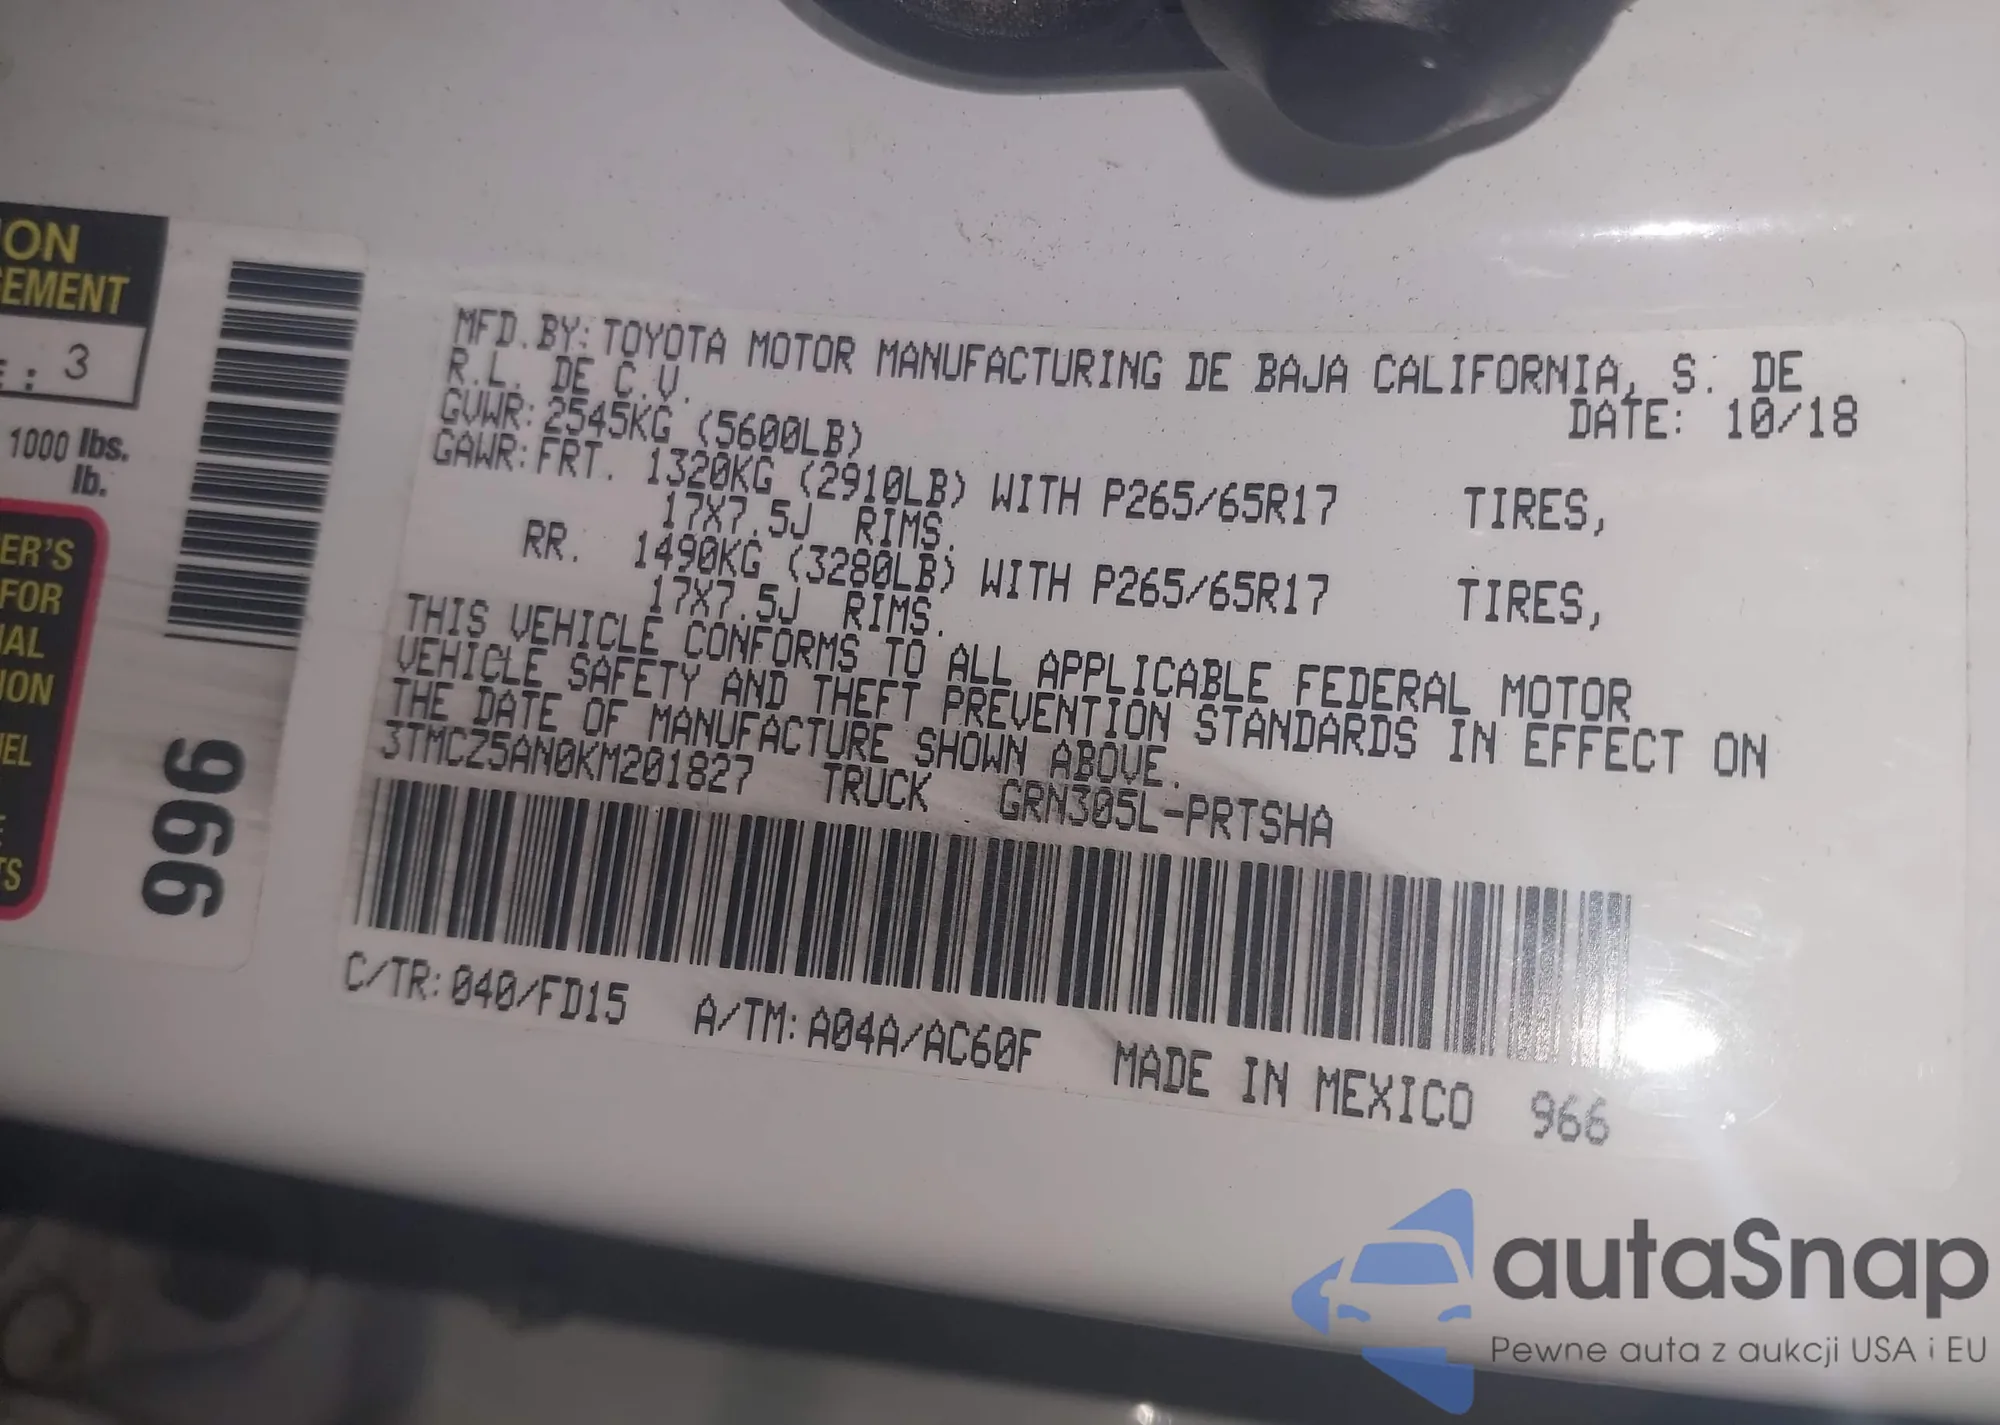 ON
EMENT
: 3
1000 lbs.
lb.
ER'S
FOR
ON
TS
996
MFD.BY: TOYOTA MOTOR MANUFACTURING DE BAJA CALIFORNIA, S. DE
R.L. DE C.V.
DATE: 10/18
GVWR: 2545KG (5600LB)
GAWR: FRT. 1320KG (2910LB) WITH P265/65R17 TIRES,
17X7.5J RIMS.
RR. 1490KG (3280LB) WITH P265/65R17 TIRES,
17X7.5J RIMS.
THIS VEHICLE CONFORMS TO ALL APPLICABLE FEDERAL MOTOR
VEHICLE SAFETY AND THEFT PREVENTION STANDARDS IN EFFECT ON
THE DATE OF MANUFACTURE SHOWN ABOVE.
3TMCZ5AN0KM201827 TRUCK GRN305L-PRTSHA
C/TR: 040/FD15 A/TM: A04A/AC60F MADE IN MEXICO 966
autaSnap
Pewne auta z aukcji USA i EU